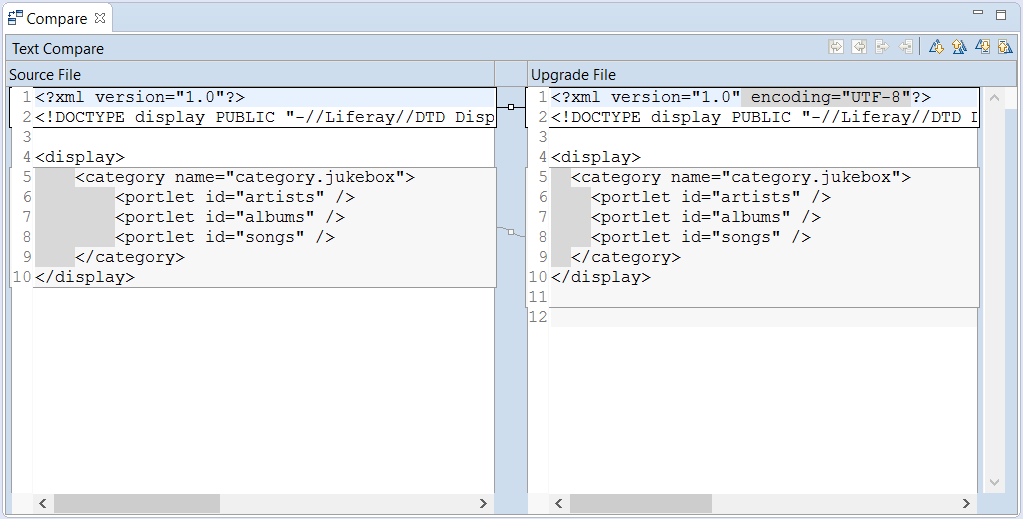 Compare
Text Compare
Source File
1 <?xml version="1.0"?>
2 <!DOCTYPE display PUBLIC "-//Liferay//DTD Disp
3
4 <display>
5     <category name="category.jukebox">
6         <portlet id="artists" />
7         <portlet id="albums" />
8         <portlet id="songs" />
9     </category>
10 </display>
Upgrade File
1 <?xml version="1.0" encoding="UTF-8"?>
2 <!DOCTYPE display PUBLIC "-//Liferay//DTD
3
4 <display>
5   <category name="category.jukebox">
6     <portlet id="artists" />
7     <portlet id="albums" />
8     <portlet id="songs" />
9   </category>
10 </display>
11
12